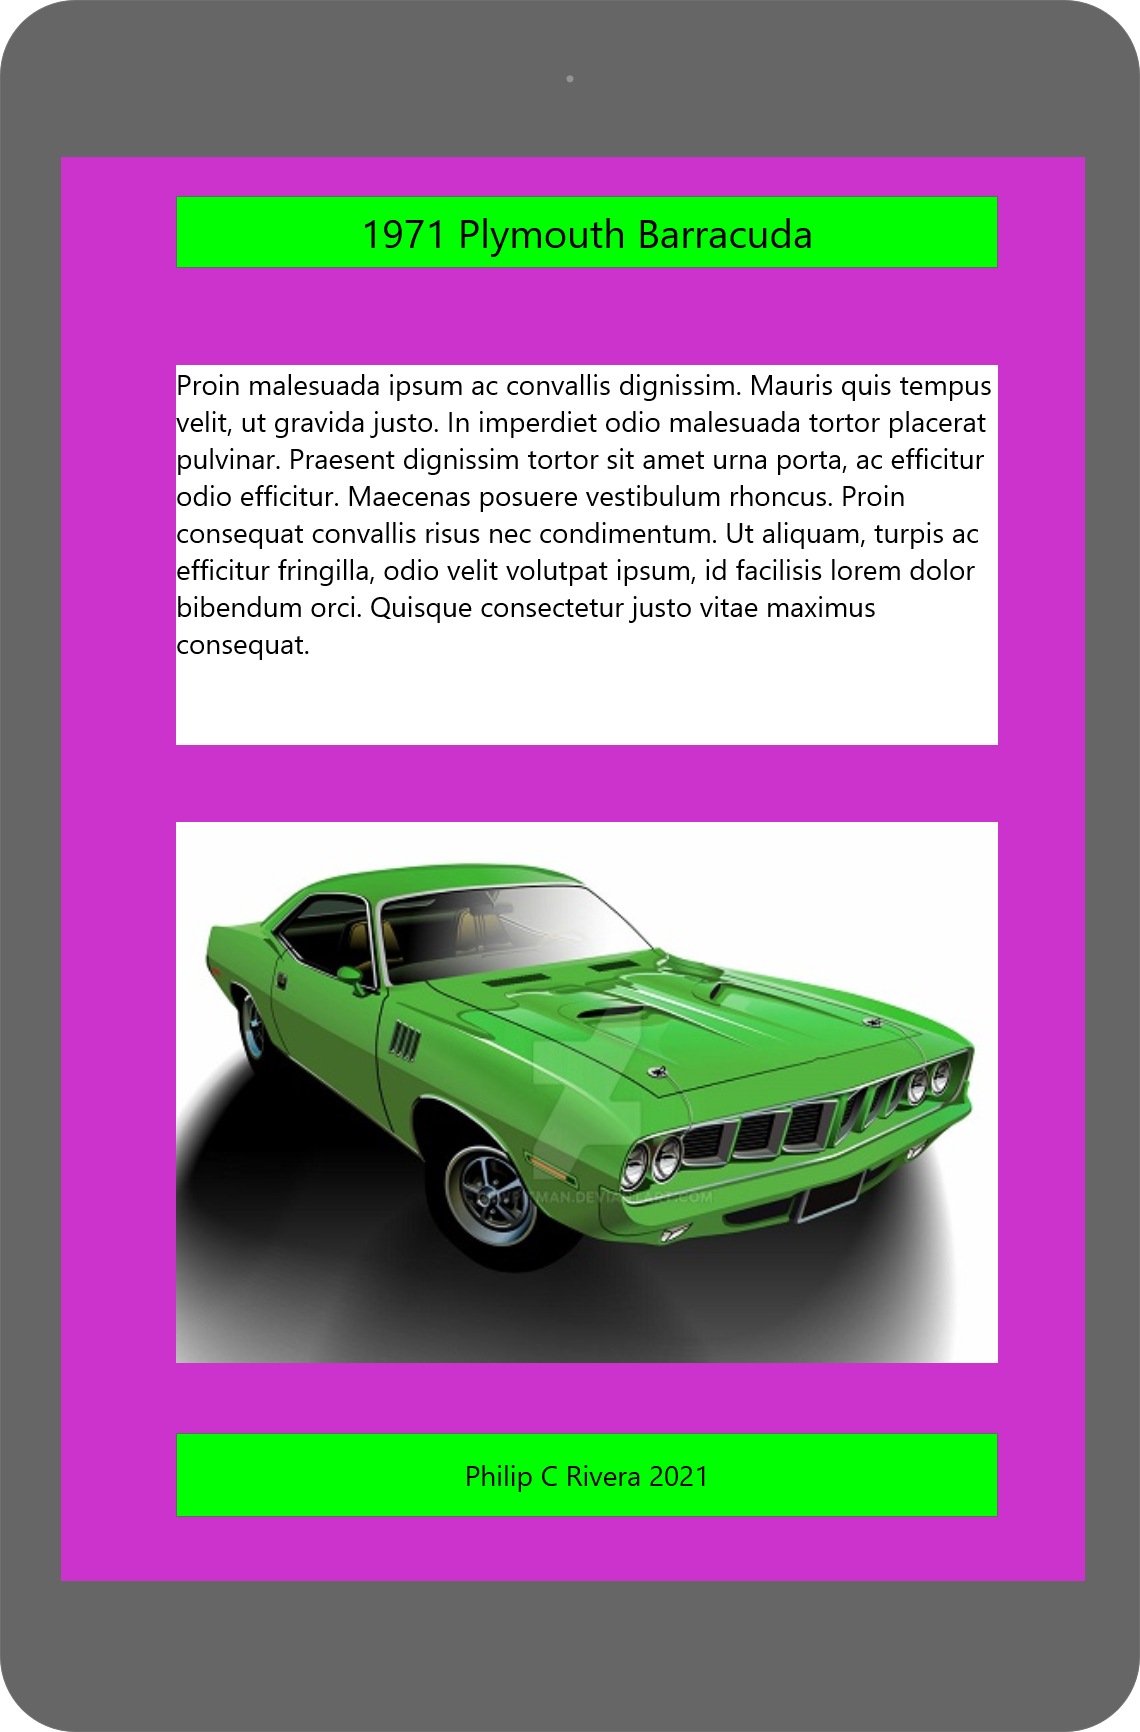 1971 Plymouth Barracuda
Proin malesuada ipsum ac convallis dignissim. Mauris quis tempus
velit, ut gravida justo. In imperdiet odio malesuada tortor placerat
pulvinar. Praesent dignissim tortor sit amet urna porta, ac efficitur
odio efficitur. Maecenas posuere vestibulum rhoncus. Proin
consequat convallis risus nec condimentum. Ut aliquam, turpis ac
efficitur fringilla, odio velit volutpat ipsum, id facilisis lorem dolor
bibendum orci. Quisque consectetur justo vitae maximus
consequat.
Philip C Rivera 2021